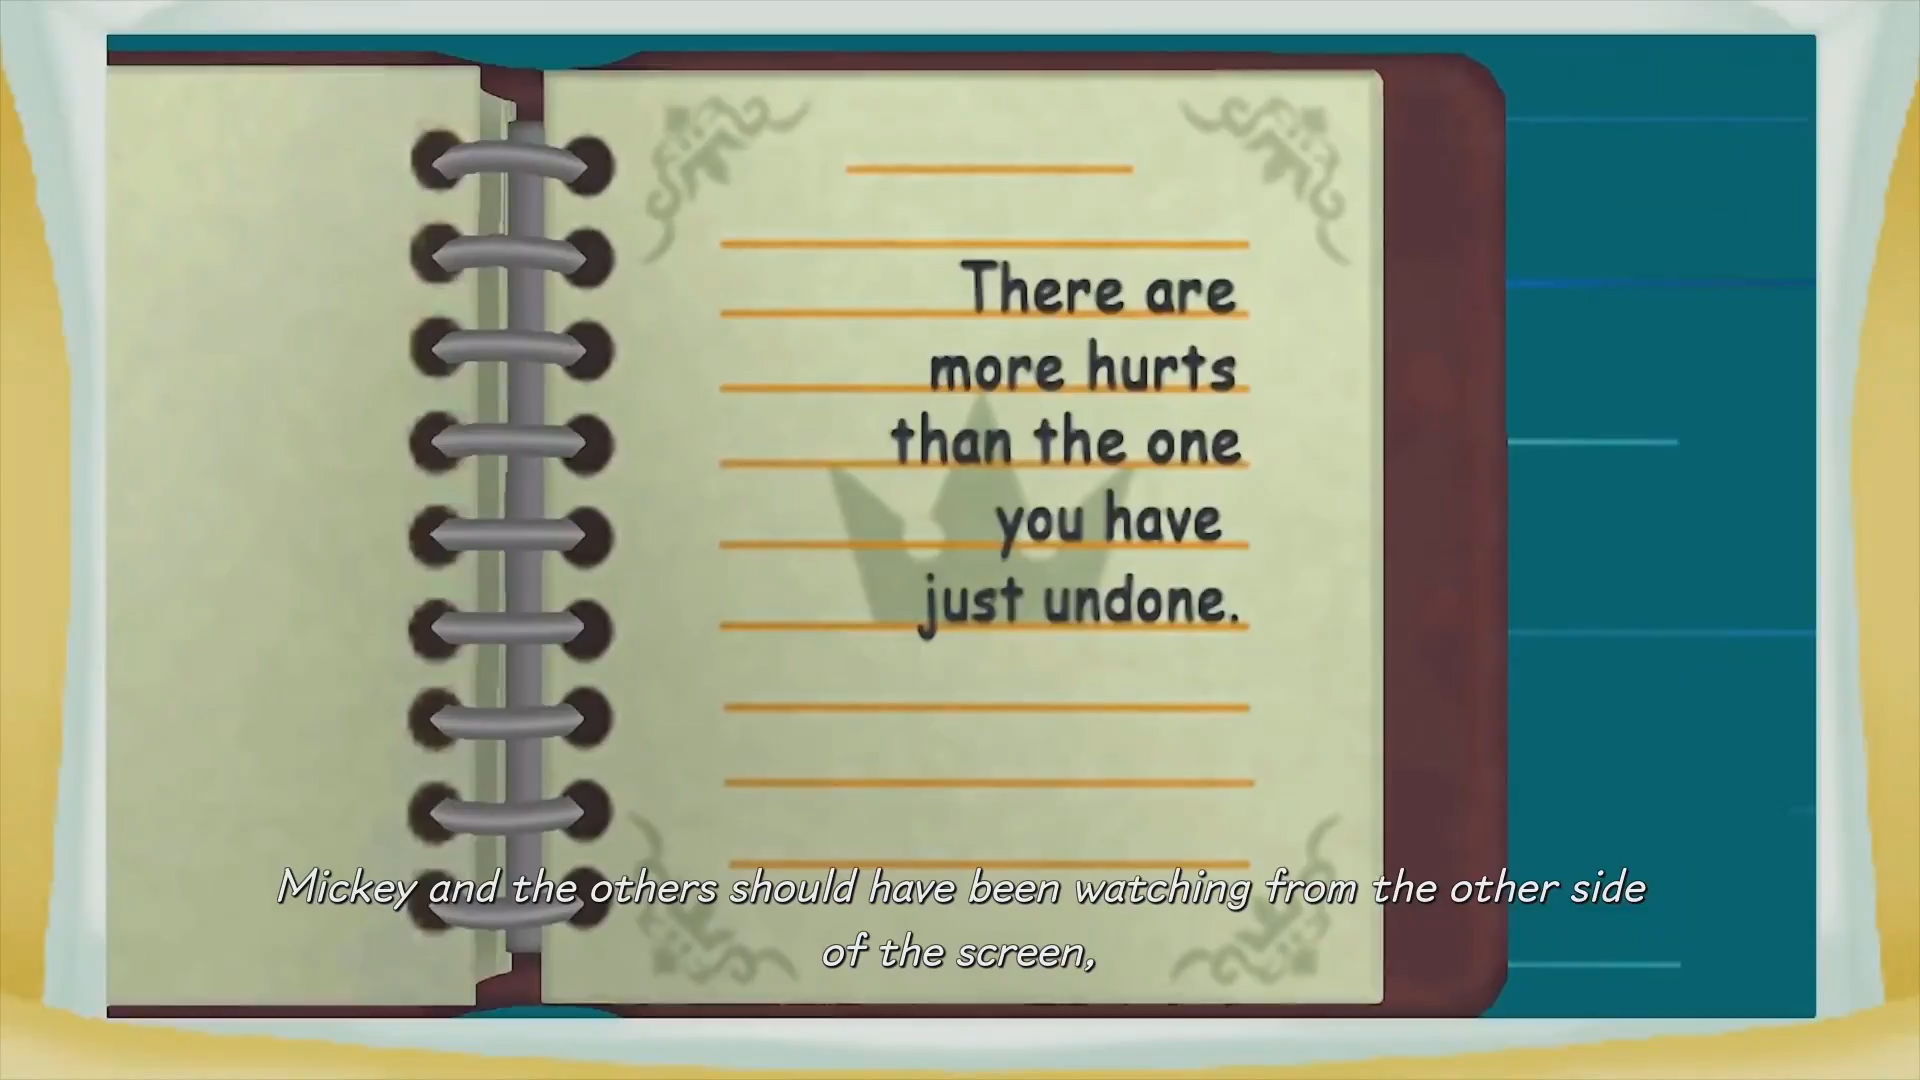 There are
more hurts
than the one
you have
just undone.
Mickey and the others should have been watching from the other side
of the screen,